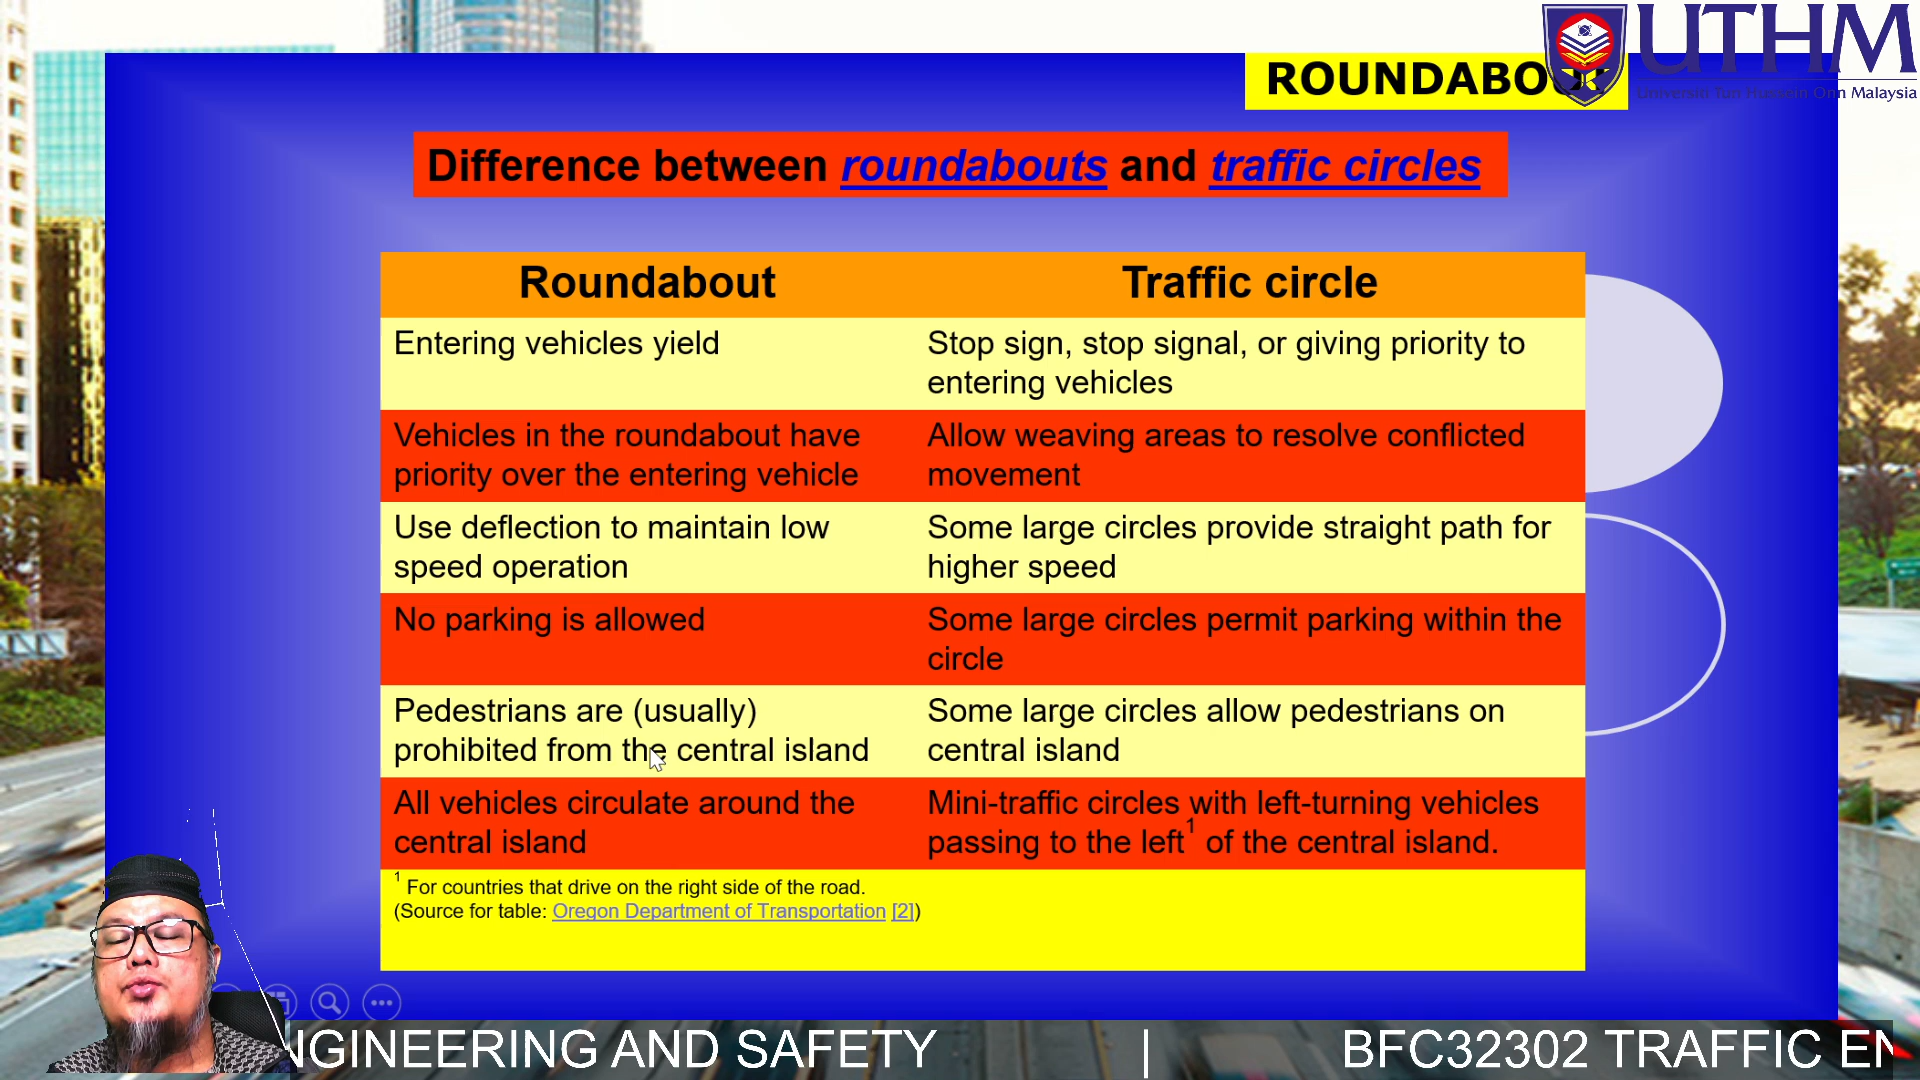 ROUNDABOUT
UTHM
Universiti Tun Hussein Onn Malaysia
Difference between roundabouts and traffic circles
Roundabout
Traffic circle
Entering vehicles yield
Stop sign, stop signal, or giving priority to
entering vehicles
Vehicles in the roundabout have
priority over the entering vehicle
Allow weaving areas to resolve conflicted
movement
Use deflection to maintain low
speed operation
Some large circles provide straight path for
higher speed
No parking is allowed
Some large circles permit parking within the
circle
Pedestrians are (usually)
prohibited from the central island
Some large circles allow pedestrians on
central island
All vehicles circulate around the
central island
Mini-traffic circles with left-turning vehicles
passing to the left1 of the central island.
1 For countries that drive on the right side of the road.
(Source for table: Oregon Department of Transportation [2])
NGINEERING AND SAFETY | BFC32302 TRAFFIC EN